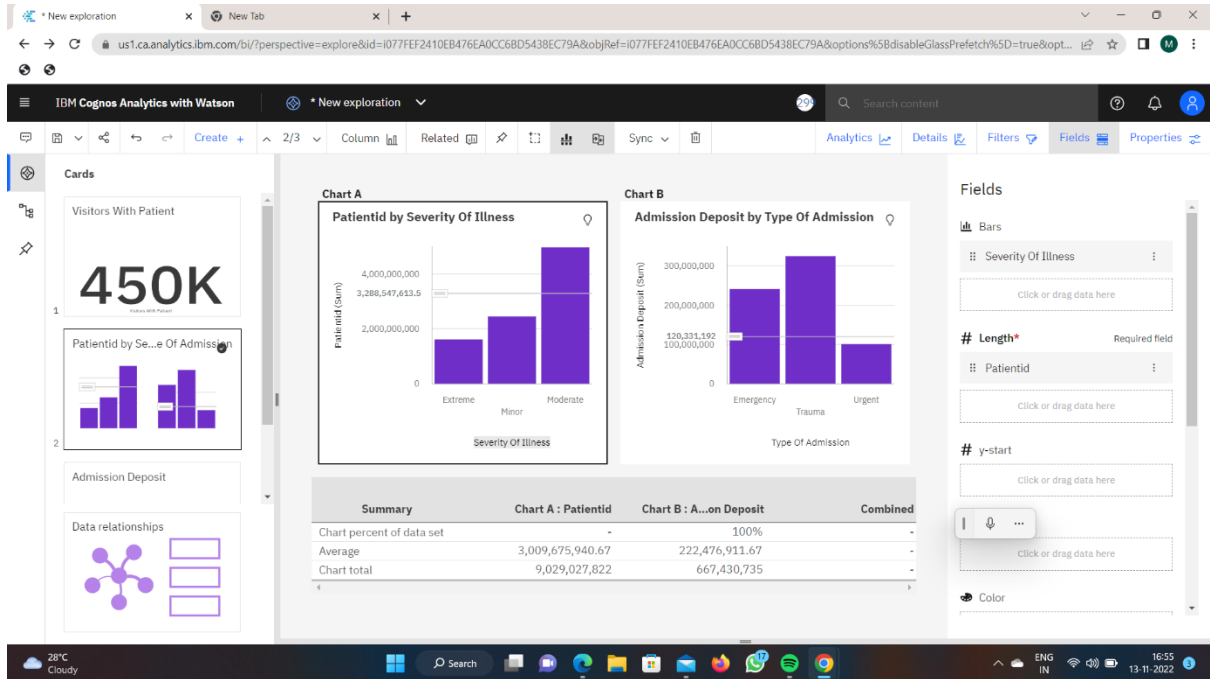 * New exploration
New Tab
us1.ca.analytics.ibm.com/bi/?perspective=explore&id=i077FEF2410EB476EA0CC6BD5438EC79A&objRef=i077FEF2410EB476EA0CC6BD5438EC79A&options%5BdisableGlassPrefetch%5D=true&opt...
M
IBM Cognos Analytics with Watson
* New exploration
Search content
Create +
2/3
Column
Related
Sync
Analytics
Details
Filters
Fields
Properties
Cards
Visitors With Patient
450K
Visitors With Patient
1
Patientid by Se...e Of Admission
2
Admission Deposit
Data relationships
Chart A
Patientid by Severity Of Illness
Patientid (Sum)
4,000,000,000
3,288,547,613.5
2,000,000,000
0
Extreme
Minor
Moderate
Severity Of Illness
Chart B
Admission Deposit by Type Of Admission
Admission Deposit (Sum)
300,000,000
200,000,000
120,331,192
100,000,000
0
Emergency
Trauma
Urgent
Type Of Admission
Summary Chart A : Patientid Chart B : A...on Deposit Combined
Chart percent of data set - 100% -
Average 3,009,675,940.67 222,476,911.67 -
Chart total 9,029,027,822 667,430,735 -
Fields
Bars
Severity Of Illness
Click or drag data here
# Length* Required field
Patientid
Click or drag data here
# y-start
Click or drag data here
Click or drag data here
Color
28°C
Cloudy
Search
17
ENG
IN
16:55
13-11-2022
3